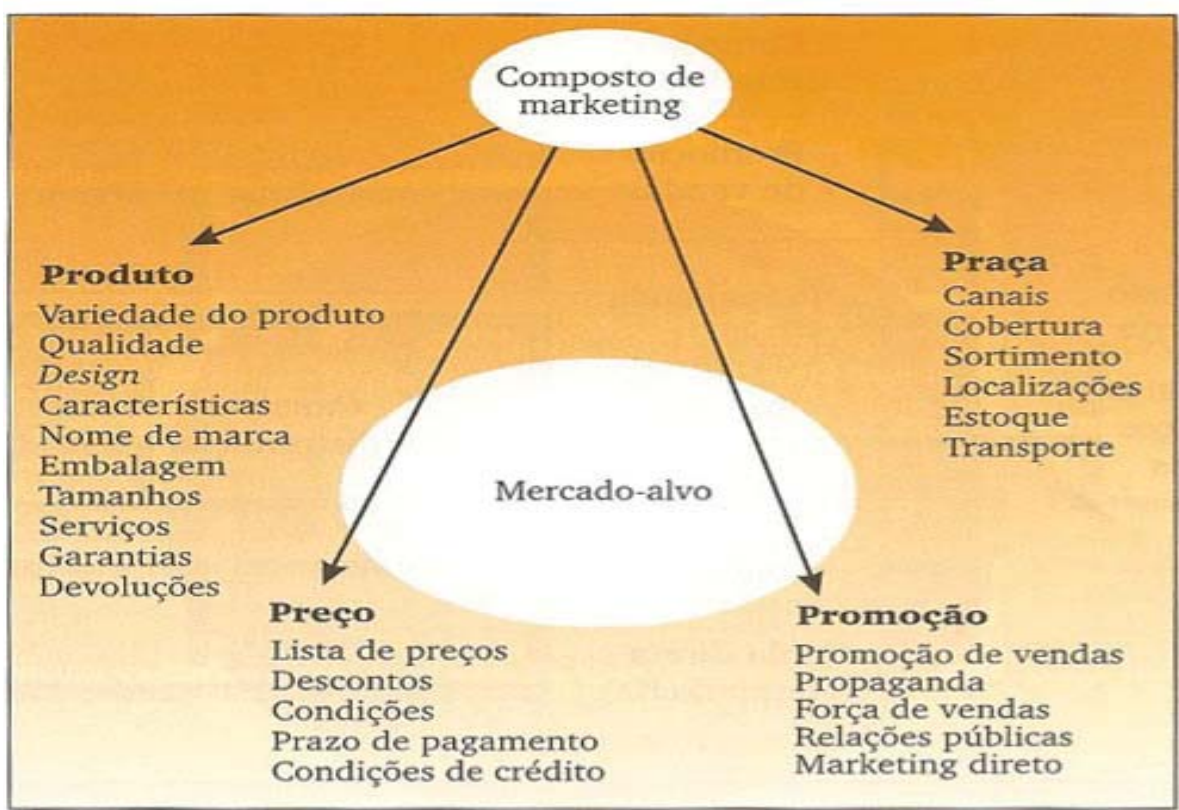 Composto de
marketing
Produto
Variedade do produto
Qualidade
Design
Características
Nome de marca
Embalagem
Tamanhos
Serviços
Garantias
Devoluções
Preço
Lista de preços
Descontos
Condições
Prazo de pagamento
Condições de crédito
Mercado-alvo
Promoção
Promoção de vendas
Propaganda
Força de vendas
Relações públicas
Marketing direto
Praça
Canais
Cobertura
Sortimento
Localizações
Estoque
Transporte